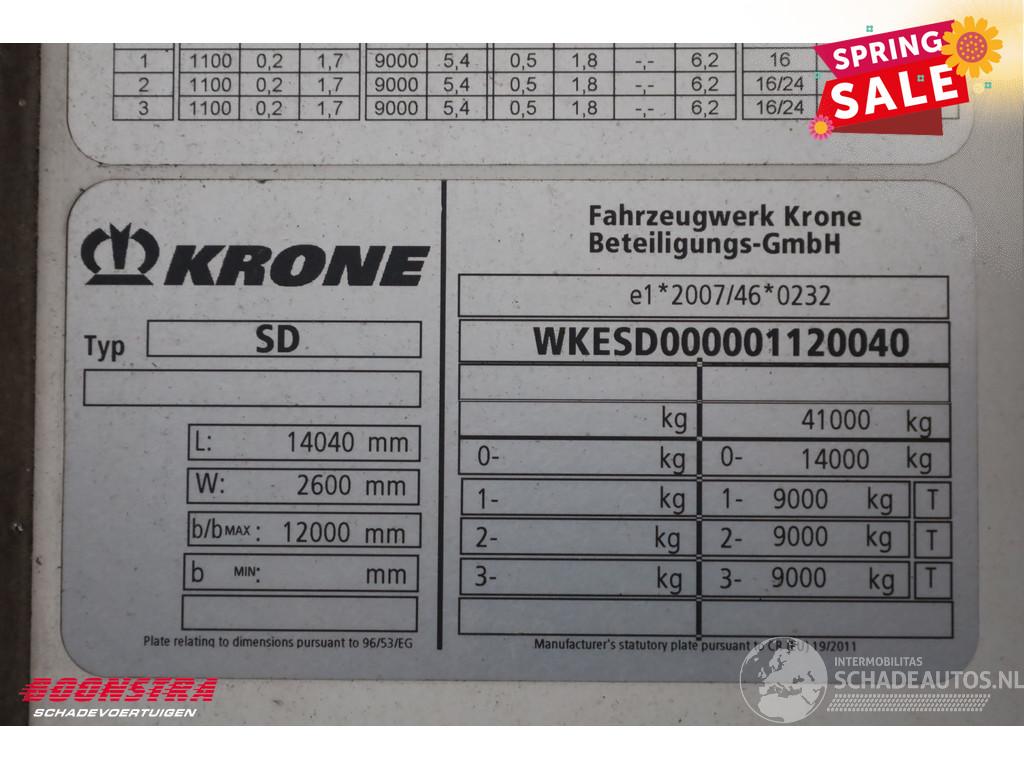 1 1100 0,2 1,7 9000 5,4 0,5 1,8 -,- 6,2 16
2 1100 0,2 1,7 9000 5,4 0,5 1,8 -,- 6,2 16/24
3 1100 0,2 1,7 9000 5,4 0,5 1,8 -,- 6,2 16/24
SPRING
SALE
KRONE
Typ SD
L: 14040 mm
W: 2600 mm
b/b MAX : 12000 mm
b MIN: mm
Plate relating to dimensions pursuant to 96/53/EG
Fahrzeugwerk Krone
Beteiligungs-GmbH
e1*2007/46*0232
WKESD000001120040
kg 41000 kg
0- kg 0- 14000 kg
1- kg 1- 9000 kg T
2- kg 2- 9000 kg T
3- kg 3- 9000 kg T
Manufacturer's statutory plate pursuant to CR (EU) 19/2011
BOONSTRA
SCHADEVOERTUIGEN
INTERMOBILITAS
SCHADEAUTOS.NL